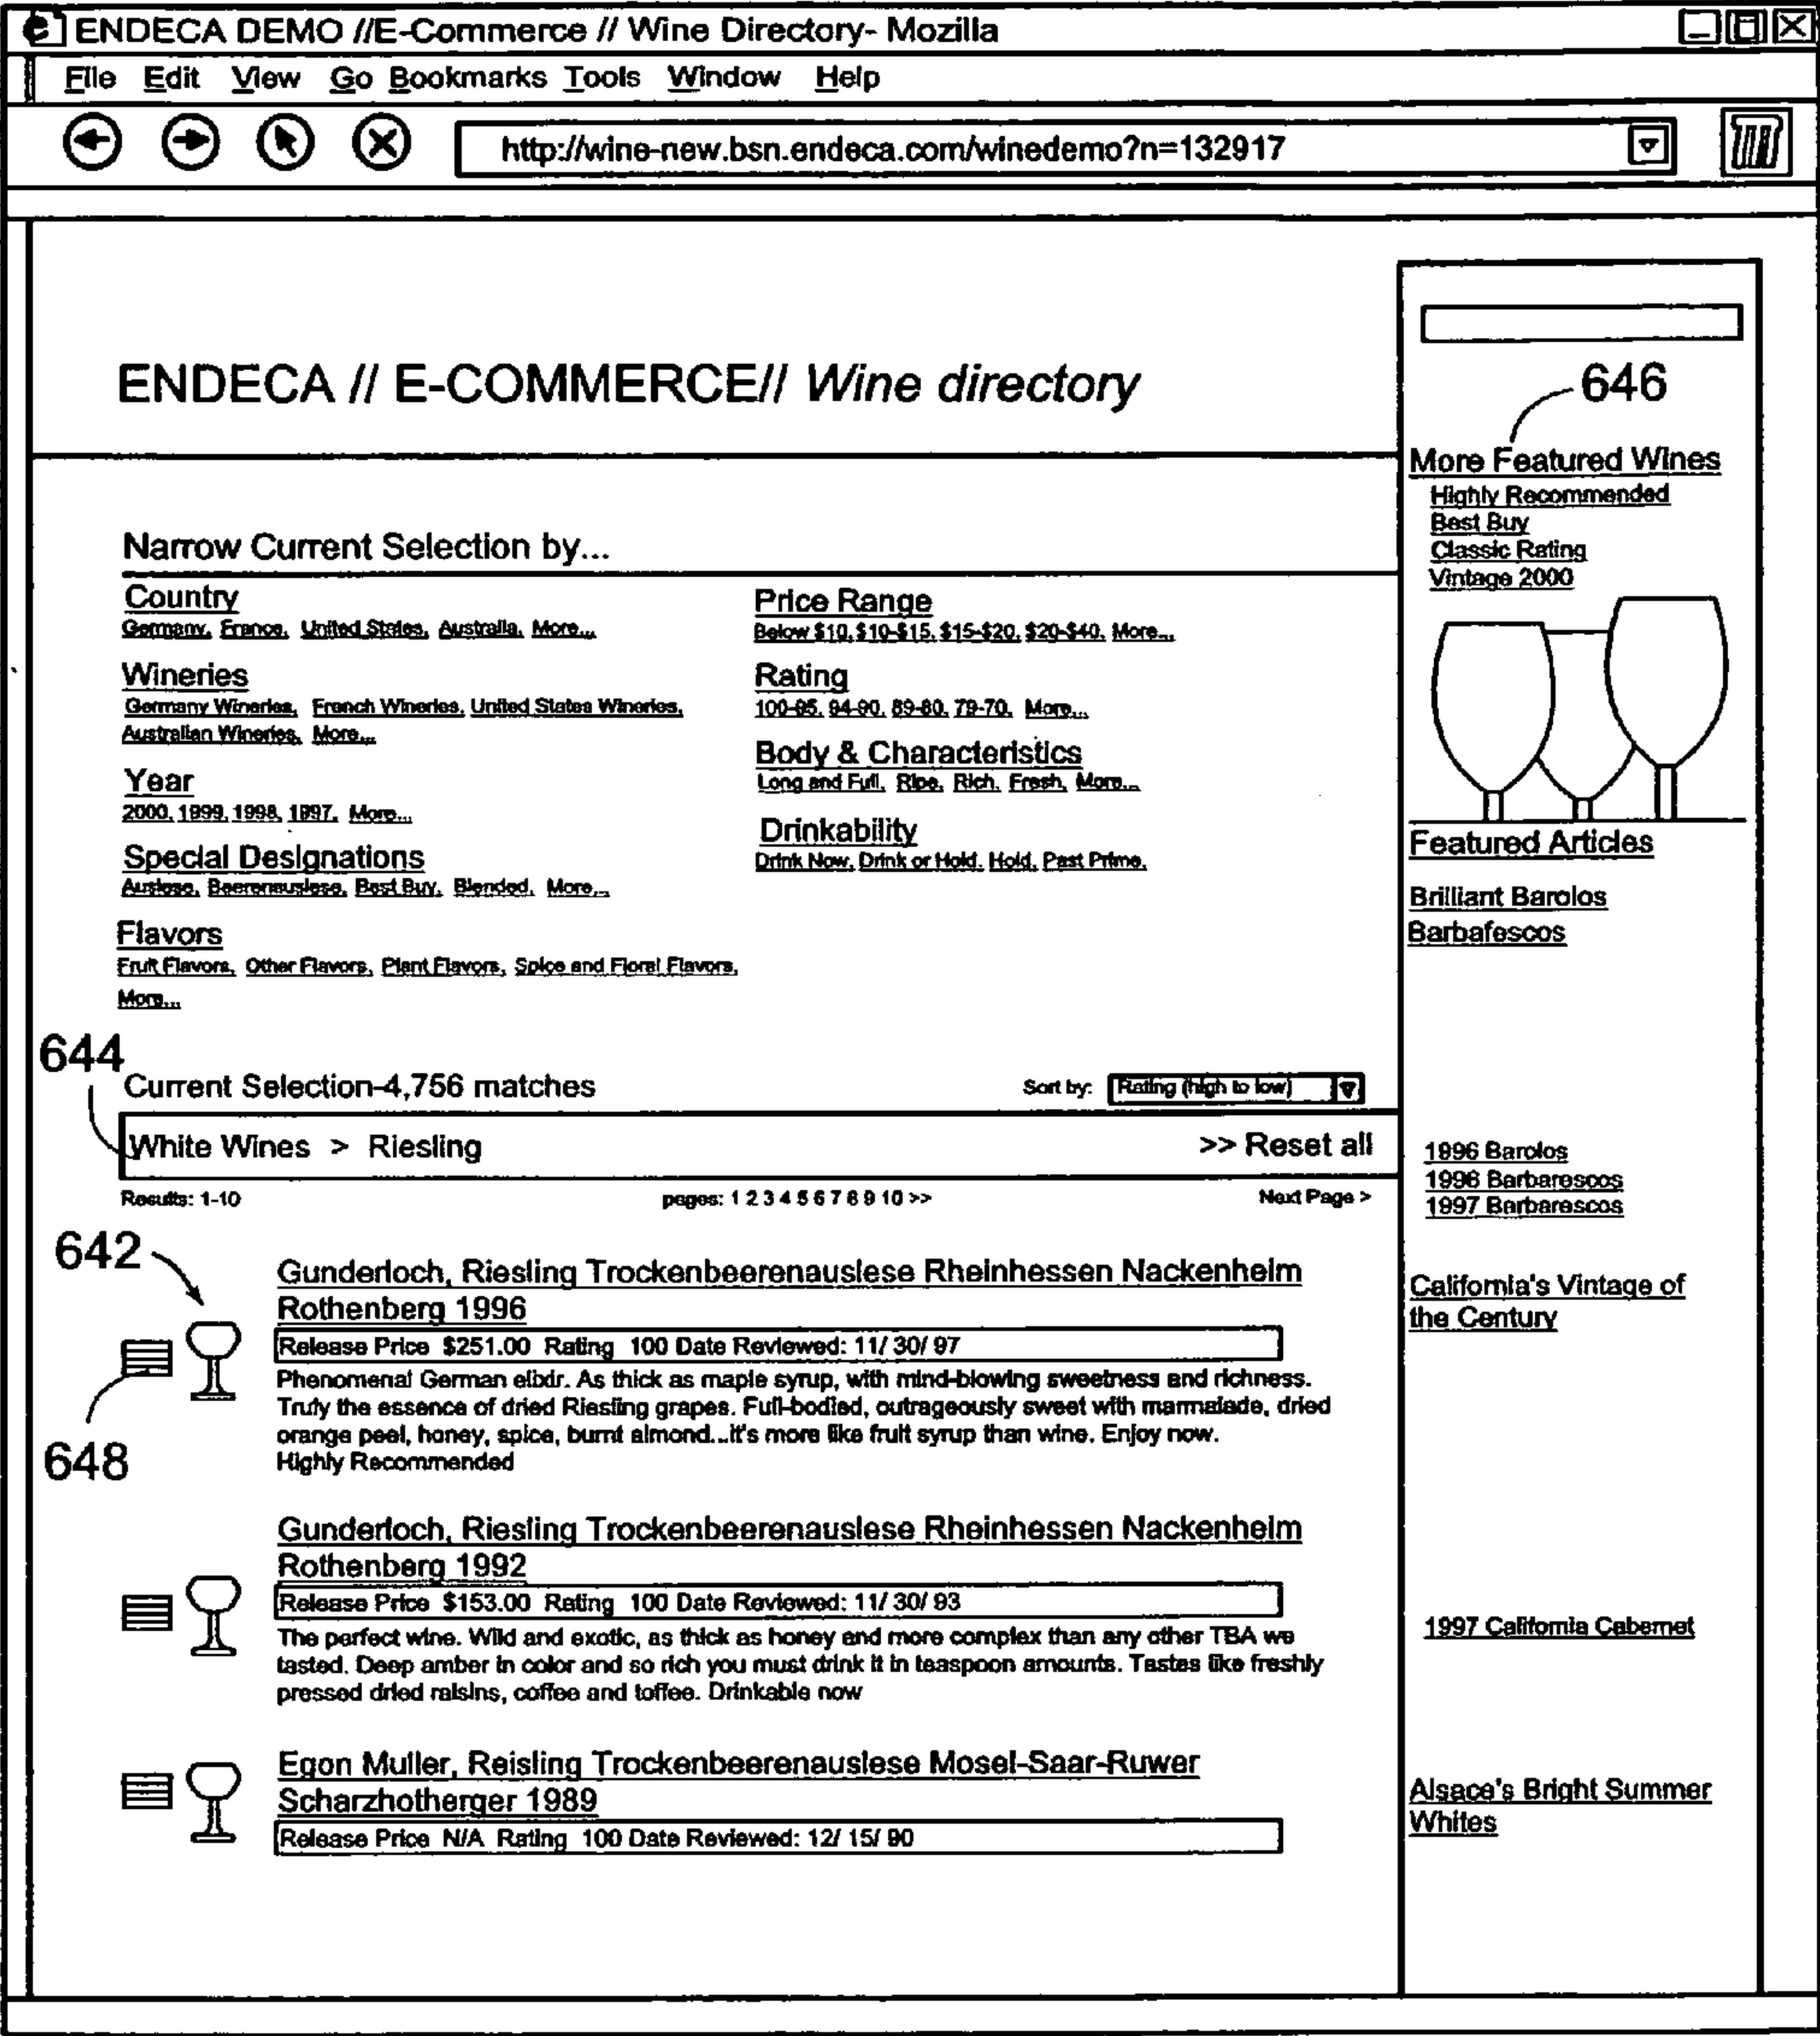 ENDECA DEMO //E-Commerce // Wine Directory- Mozilla
File Edit View Go Bookmarks Tools Window Help
http://wine-new.bsn.endeca.com/winedemo?n=132917
ENDECA // E-COMMERCE// Wine directory
Narrow Current Selection by...
Country
Germany, France, United States, Australia, More...
Wineries
Germany Wineries, French Wineries, United States Wineries,
Australian Wineries, More...
Year
2000, 1999, 1998, 1997, More...
Special Designations
Auslese, Beerenauslese, Best Buy, Blended, More...
Flavors
Fruit Flavors, Other Flavors, Plant Flavors, Spice and Floral Flavors,
More...
Price Range
Below $10, $10-$15, $15-$20, $20-$40, More...
Rating
100-95, 94-90, 89-80, 79-70, More...
Body & Characteristics
Long and Full, Ripe, Rich, Fresh, More...
Drinkability
Drink Now, Drink or Hold, Hold, Past Prime,
644
Current Selection-4,756 matches
Sort by: Rating (high to low)
White Wines > Riesling >> Reset all
Results: 1-10 pages: 1 2 3 4 5 6 7 8 9 10 >> Next Page >
642
Gunderloch, Riesling Trockenbeerenauslese Rheinhessen Nackenheim
Rothenberg 1996
Release Price $251.00 Rating 100 Date Reviewed: 11/ 30/ 97
Phenomenal German elixir. As thick as maple syrup, with mind-blowing sweetness and richness.
Truly the essence of dried Riesling grapes. Full-bodied, outrageously sweet with marmalade, dried
orange peel, honey, spice, burnt almond...it's more like fruit syrup than wine. Enjoy now.
Highly Recommended
648
Gunderloch, Riesling Trockenbeerenauslese Rheinhessen Nackenheim
Rothenberg 1992
Release Price $153.00 Rating 100 Date Reviewed: 11/ 30/ 93
The perfect wine. Wild and exotic, as thick as honey and more complex than any other TBA we
tasted. Deep amber in color and so rich you must drink it in teaspoon amounts. Tastes like freshly
pressed dried raisins, coffee and toffee. Drinkable now
Egon Muller, Reisling Trockenbeerenauslese Mosel-Saar-Ruwer
Scharzhotherger 1989
Release Price N/A Rating 100 Date Reviewed: 12/ 15/ 90
646
More Featured Wines
Highly Recommended
Best Buy
Classic Rating
Vintage 2000
Featured Articles
Brilliant Barolos
Barbafescos
1996 Barolos
1996 Barbarescos
1997 Barbarescos
California's Vintage of
the Century
1997 California Cabernet
Alsace's Bright Summer
Whites